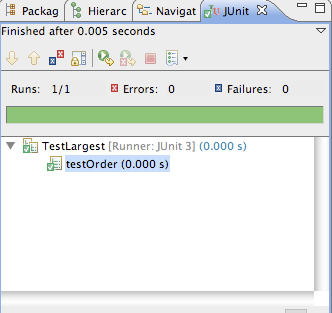 Packag Hierarc Navigat JUnit
Finished after 0.005 seconds
Runs: 1/1 Errors: 0 Failures: 0
TestLargest [Runner: JUnit 3] (0.000 s)
testOrder (0.000 s)